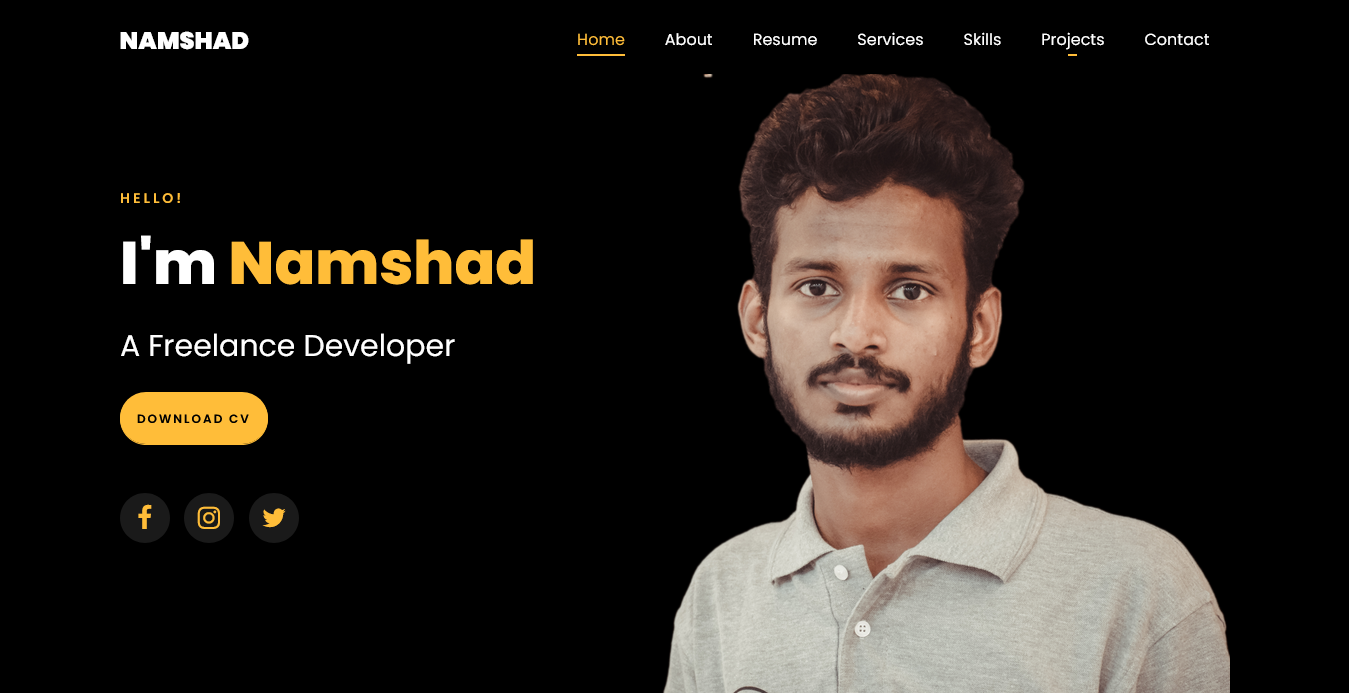 NAMSHAD
Home About Resume Services Skills Projects Contact
HELLO!
I'm Namshad
A Freelance Developer
DOWNLOAD CV